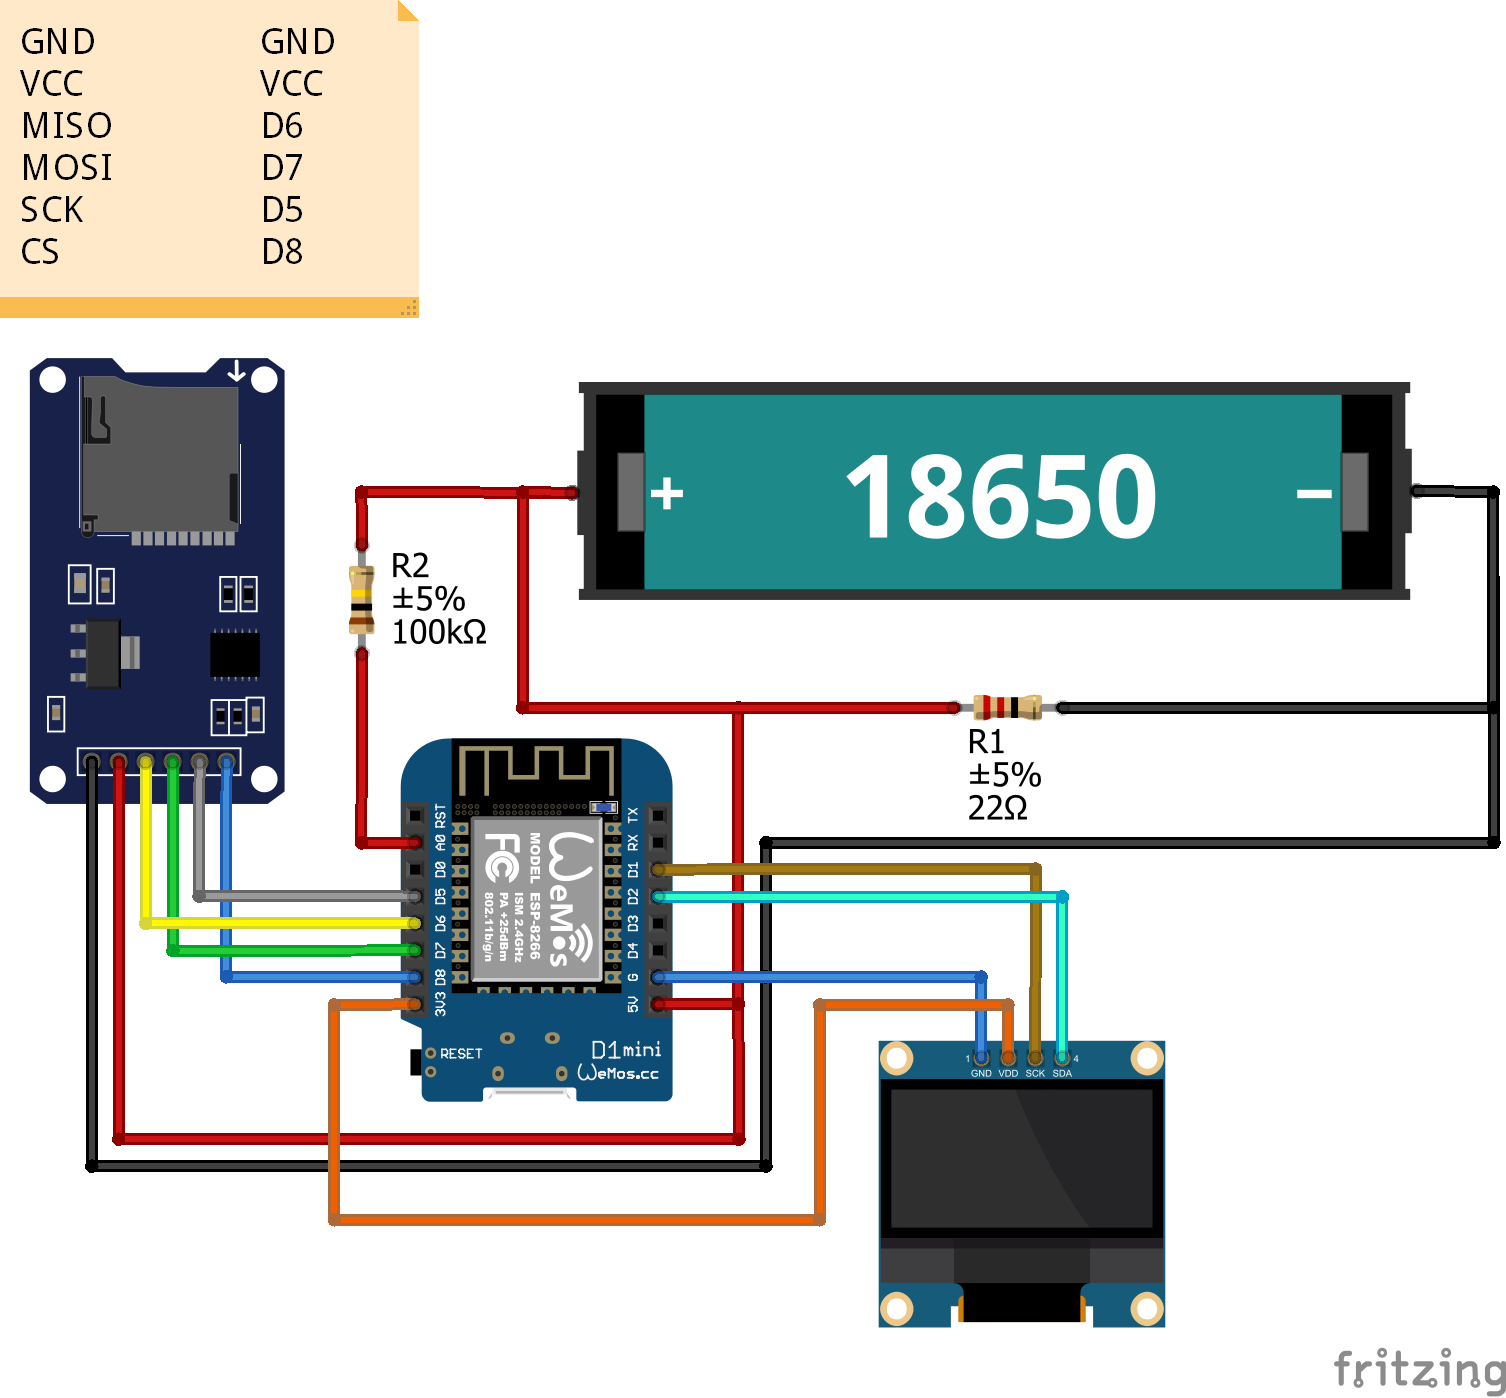 GND GND
VCC VCC
MISO D6
MOSI D7
SCK D5
CS D8
+ 18650 −
R2
±5%
100kΩ
R1
±5%
22Ω
RST
A0
D0
D5
D6
D7
D8
3V3
TX
RX
D1
D2
D3
D4
G
5V
WeMos
FC
MODEL ESP-8266
ISM 2.4GHz
PA +25dBm
802.11b/g/n
RESET
D1 mini
WeMos.cc
1 4
GND VDD SCK SDA
fritzing